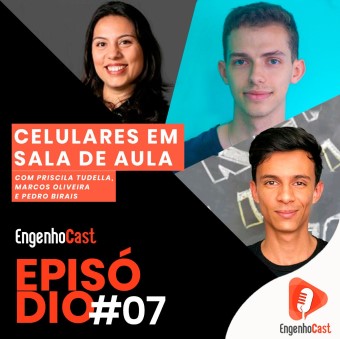 CELULARES EM
SALA DE AULA
COM PRISCILA TUDELLA,
MARCOS OLIVEIRA
E PEDRO BIRAIS
EngenhoCast
EPISÓ
DIO#07
EngenhoCast